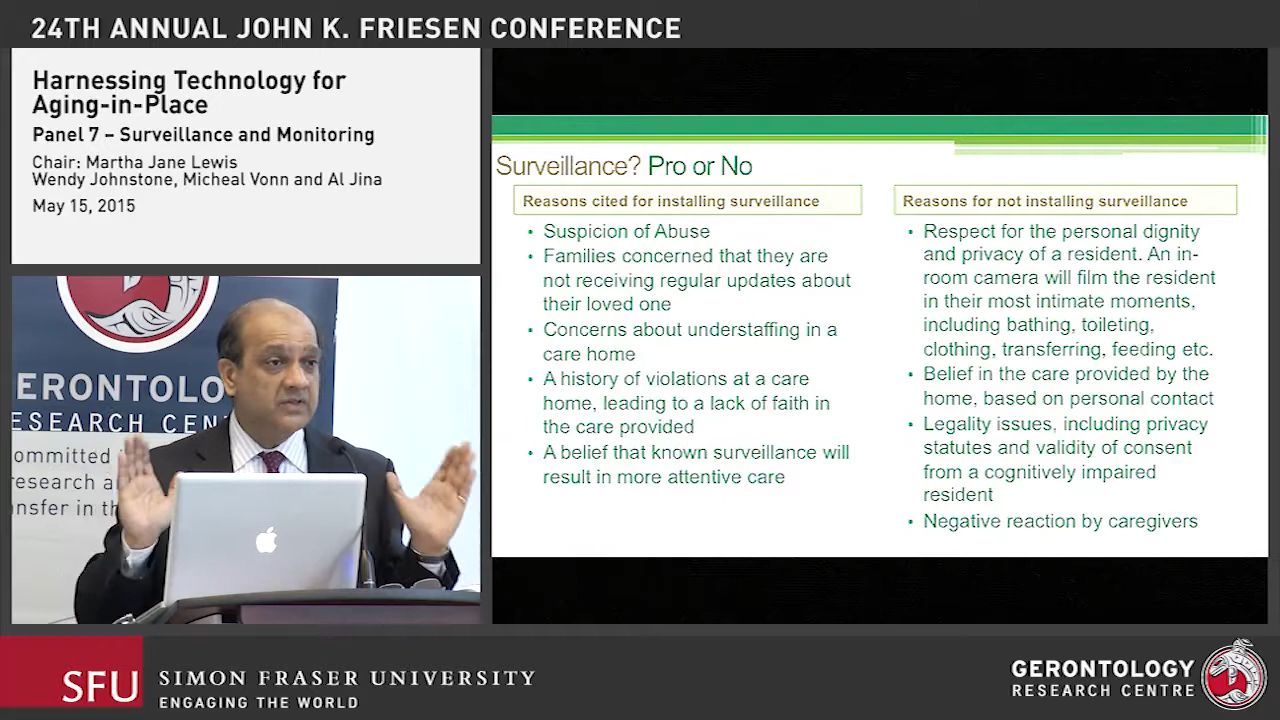 24TH ANNUAL JOHN K. FRIESEN CONFERENCE
Harnessing Technology for
Aging-in-Place
Panel 7 – Surveillance and Monitoring
Chair: Martha Jane Lewis
Wendy Johnstone, Micheal Vonn and Al Jina
May 15, 2015
ERONTOLO
ESEARCH CEN
ommitted
research a
nsfer in th
Surveillance? Pro or No
Reasons cited for installing surveillance
• Suspicion of Abuse
• Families concerned that they are
not receiving regular updates about
their loved one
• Concerns about understaffing in a
care home
• A history of violations at a care
home, leading to a lack of faith in
the care provided
• A belief that known surveillance will
result in more attentive care
Reasons for not installing surveillance
• Respect for the personal dignity
and privacy of a resident. An in-
room camera will film the resident
in their most intimate moments,
including bathing, toileting,
clothing, transferring, feeding etc.
• Belief in the care provided by the
home, based on personal contact
• Legality issues, including privacy
statutes and validity of consent
from a cognitively impaired
resident
• Negative reaction by caregivers
SFU
SIMON FRASER UNIVERSITY
ENGAGING THE WORLD
GERONTOLOGY
RESEARCH CENTRE